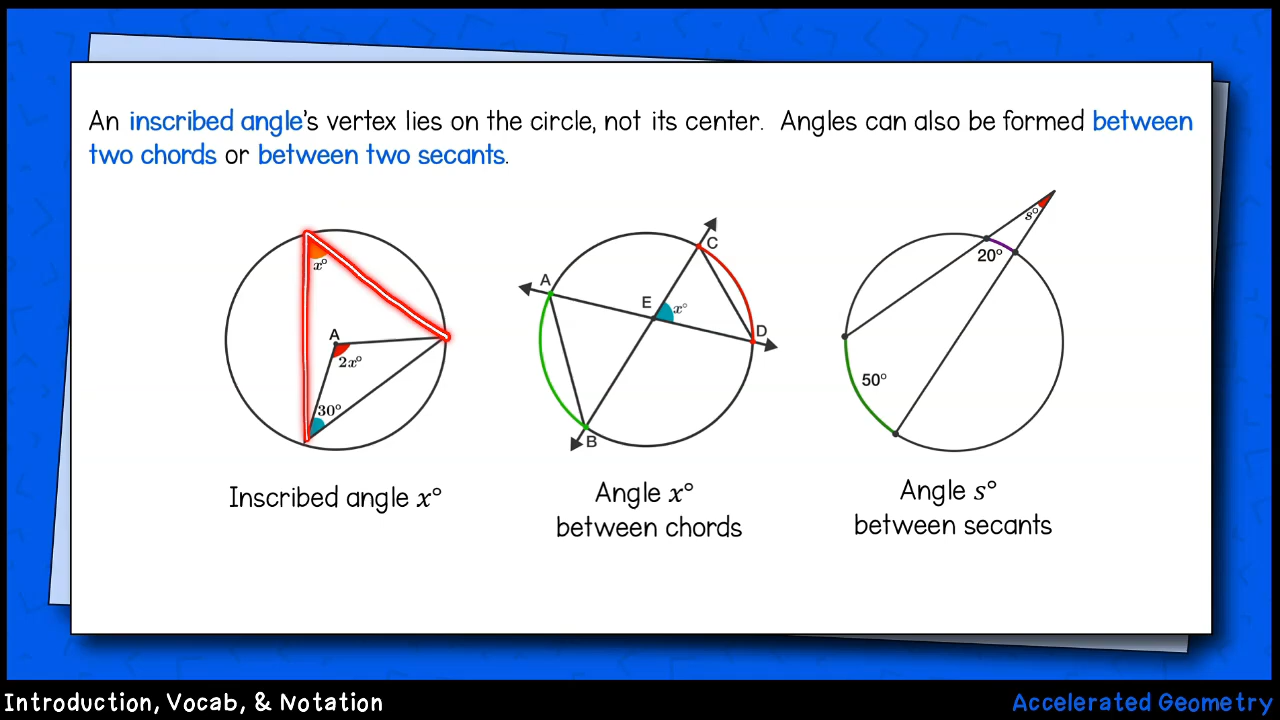 An inscribed angle's vertex lies on the circle, not its center. Angles can also be formed between
two chords or between two secants.
x°
A
2x°
30°
A
B
C
D
E
x°
s°
20°
50°
Inscribed angle x°
Angle x°
between chords
Angle s°
between secants
Introduction, Vocab, & Notation
Accelerated Geometry